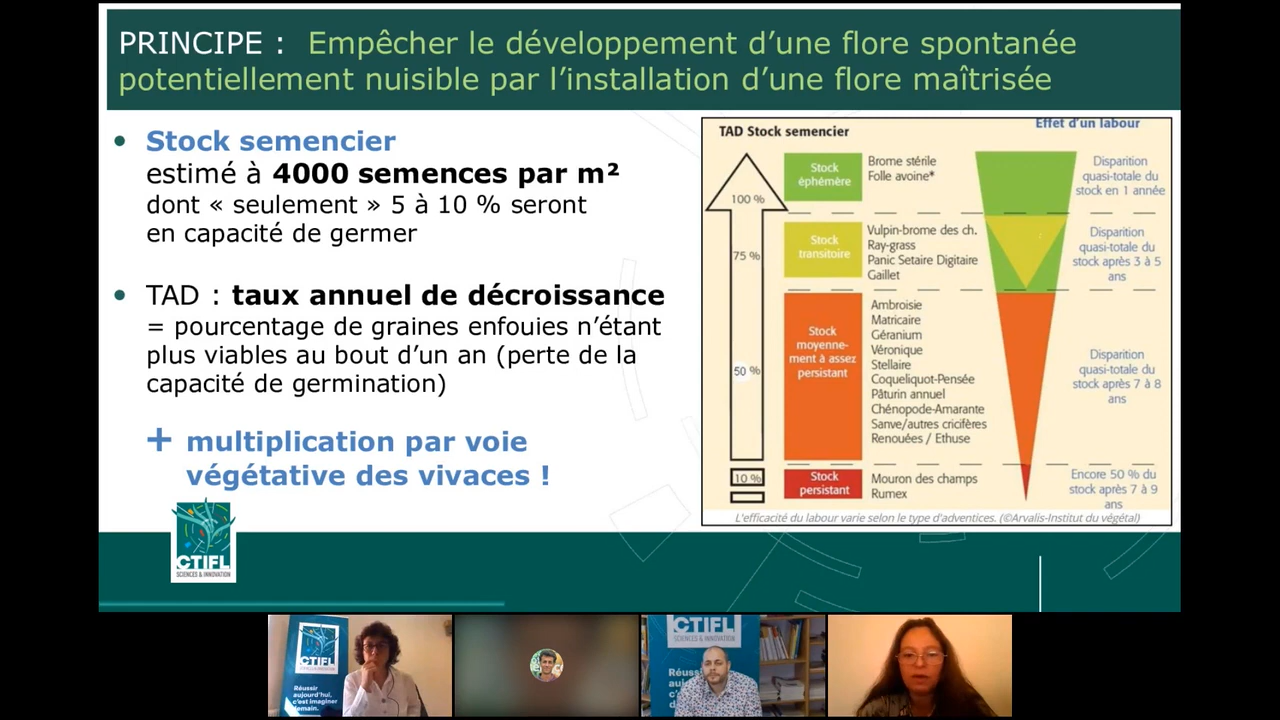 PRINCIPE : Empêcher le développement d’une flore spontanée
potentiellement nuisible par l’installation d’une flore maîtrisée
• Stock semencier
estimé à 4000 semences par m²
dont « seulement » 5 à 10 % seront
en capacité de germer
• TAD : taux annuel de décroissance
= pourcentage de graines enfouies n’étant
plus viables au bout d’un an (perte de la
capacité de germination)
+ multiplication par voie
végétative des vivaces !
TAD Stock semencier
Effet d'un labour
100 %
75 %
50 %
10 %
Stock
éphémère
Brome stérile
Folle avoine*
Disparition
quasi-totale du
stock en 1 année
Stock
transitoire
Vulpin-brome des ch.
Ray-grass
Panic Setaire Digitaire
Gaillet
Disparition
quasi-totale du
stock après 3 à 5
ans
Stock
moyenne-
ment à assez
persistant
Ambroisie
Matricaire
Géranium
Véronique
Stellaire
Coqueliquot-Pensée
Pâturin annuel
Chénopode-Amarante
Sanve/autres cricifères
Renouées / Ethuse
Disparition
quasi-totale du
stock après 7 à 8
ans
Stock
persistant
Mouron des champs
Rumex
Encore 50 % du
stock après 7 à 9
ans
L'efficacité du labour varie selon le type d'adventices. (©Arvalis-Institut du végétal)
CTIFL
SCIENCES & INNOVATION
CTIFL
Réussir
aujourd'hui,
c'est imaginer
demain.
CTIFL
SCIENCES & INNOVATION